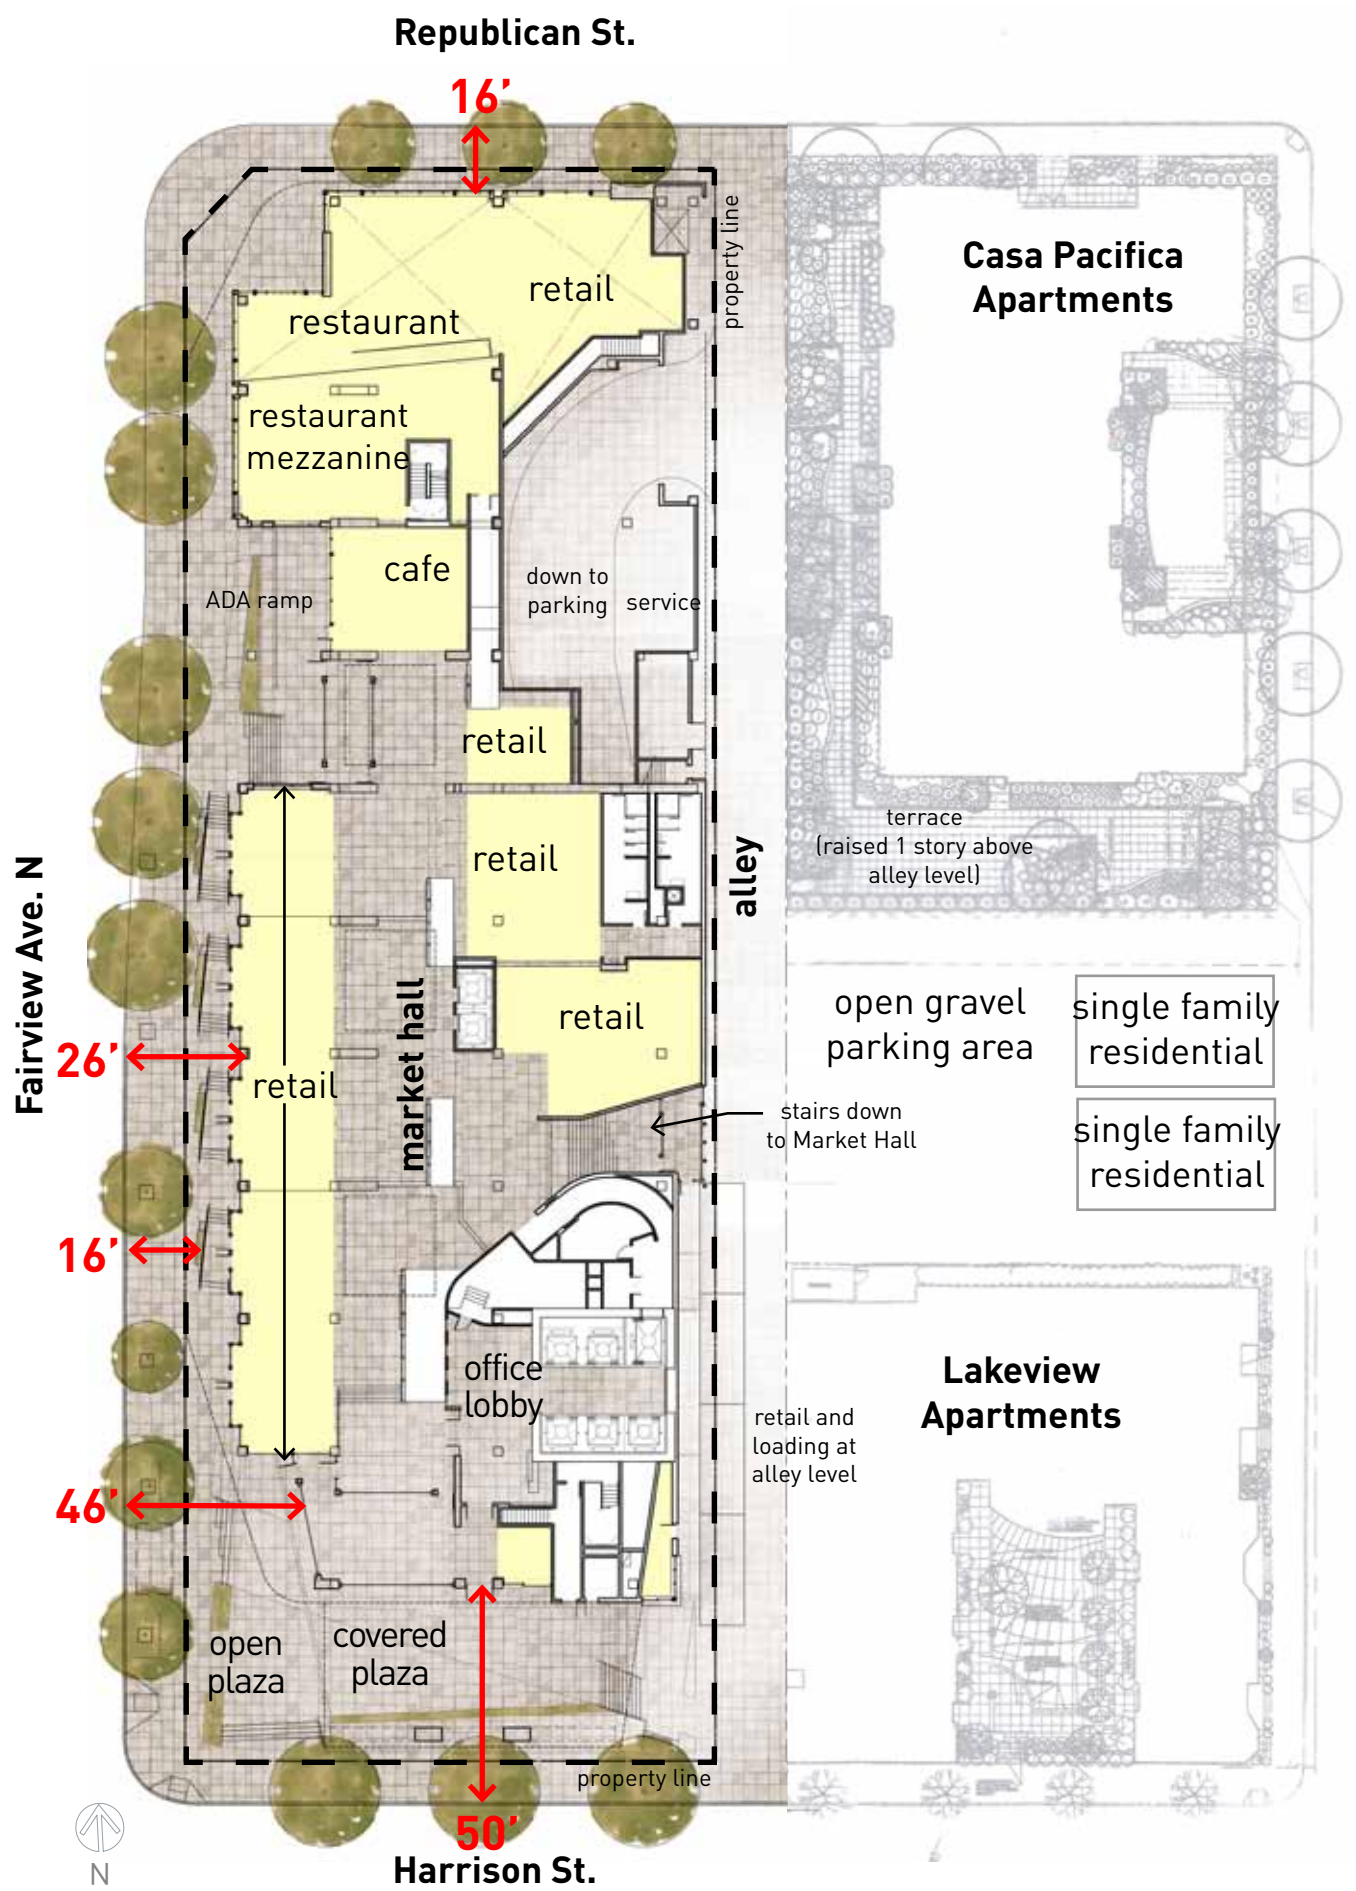 Republican St.
16’
property line
Casa Pacifica
Apartments
retail
restaurant
restaurant
mezzanine
cafe
down to
parking
service
ADA ramp
retail
terrace
(raised 1 story above
alley level)
retail
alley
Fairview Ave. N
market hall
open gravel
parking area
single family
residential
retail
26’
retail
stairs down
to Market Hall
single family
residential
16’
office
lobby
Lakeview
Apartments
retail and
loading at
alley level
46’
open
plaza
covered
plaza
property line
50’
Harrison St.
N